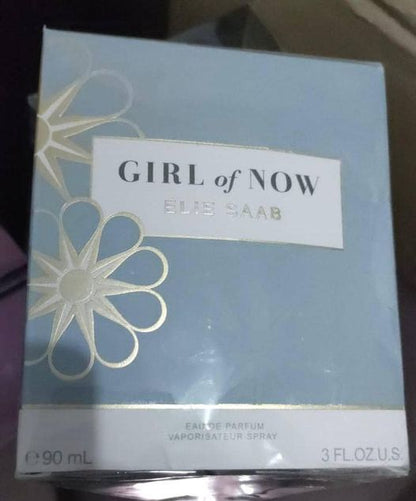 GIRL of NOW
ELIE SAAB
EAU DE PARFUM
VAPORISATEUR SPRAY
℮ 90 mL
3 FL.OZ.U.S.